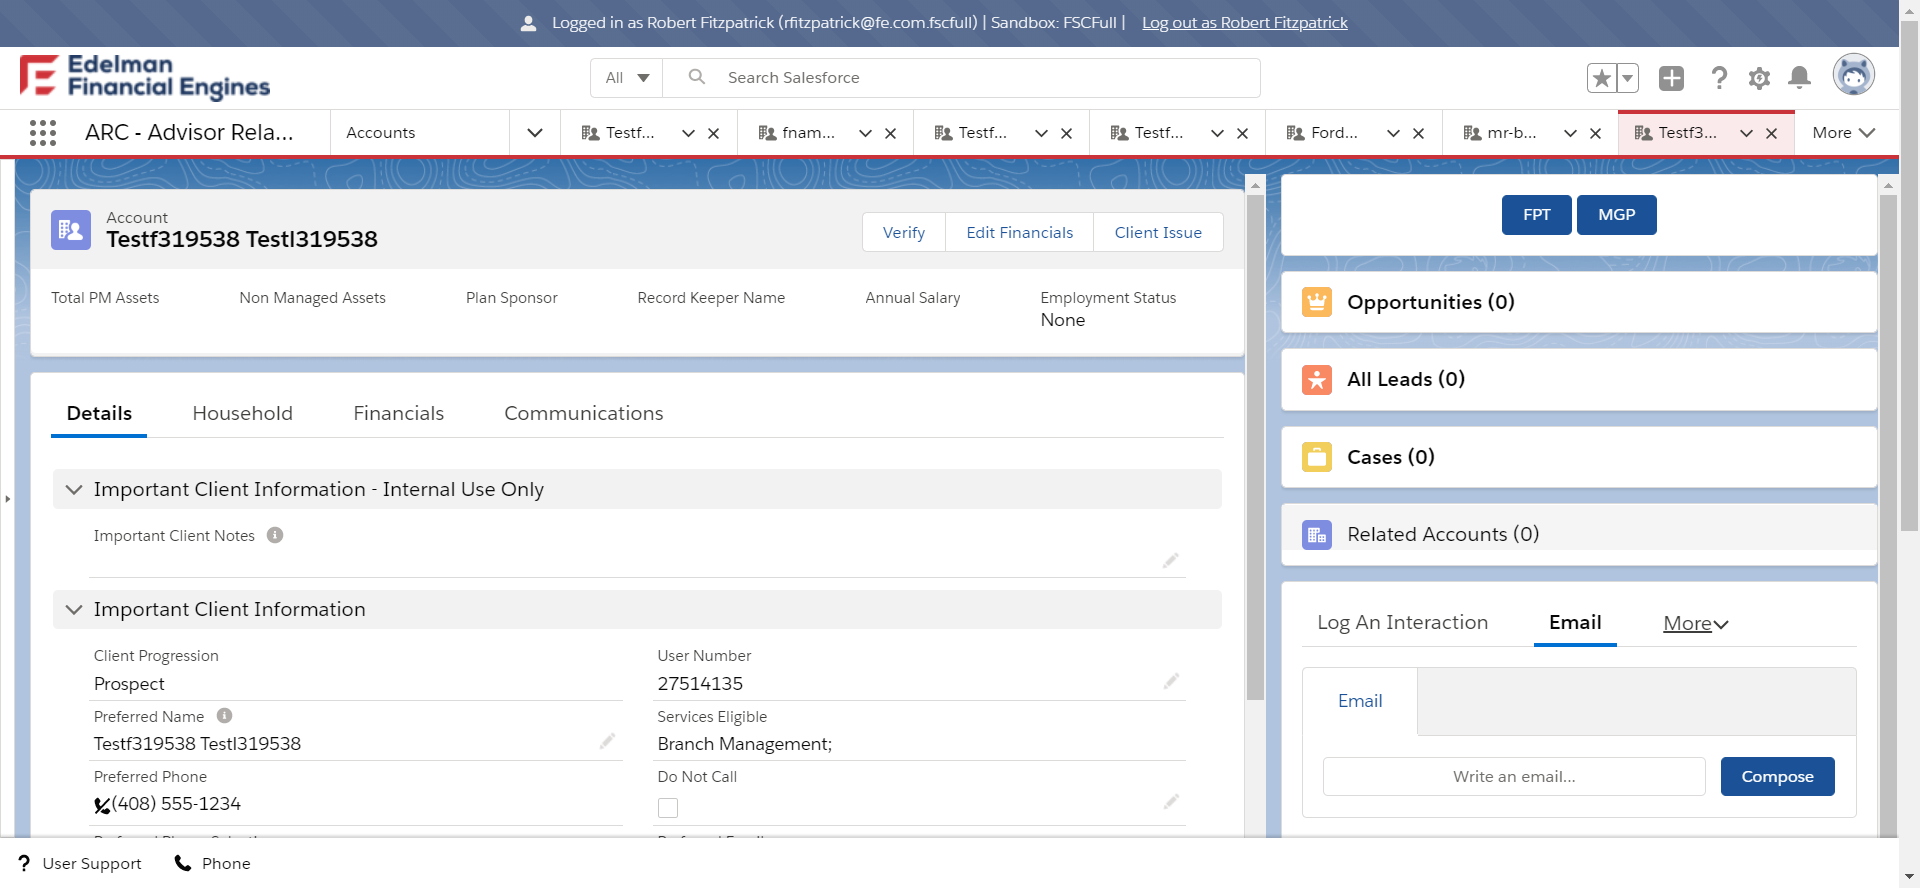 Logged in as Robert Fitzpatrick (rfitzpatrick@fe.com.fscfull) | Sandbox: FSCFull | Log out as Robert Fitzpatrick
Edelman
Financial Engines
All
Search Salesforce
ARC - Advisor Rela...
Accounts
Testf...
fnam...
Testf...
Testf...
Ford...
mr-b...
Testf3...
More
Account
Testf319538 Testl319538
Verify
Edit Financials
Client Issue
Total PM Assets
Non Managed Assets
Plan Sponsor
Record Keeper Name
Annual Salary
Employment Status
None
Details
Household
Financials
Communications
Important Client Information - Internal Use Only
Important Client Notes
Important Client Information
Client Progression
Prospect
User Number
27514135
Preferred Name
Testf319538 Testl319538
Services Eligible
Branch Management;
Preferred Phone
(408) 555-1234
Do Not Call
FPT
MGP
Opportunities (0)
All Leads (0)
Cases (0)
Related Accounts (0)
Log An Interaction
Email
More
Email
Write an email...
Compose
User Support
Phone